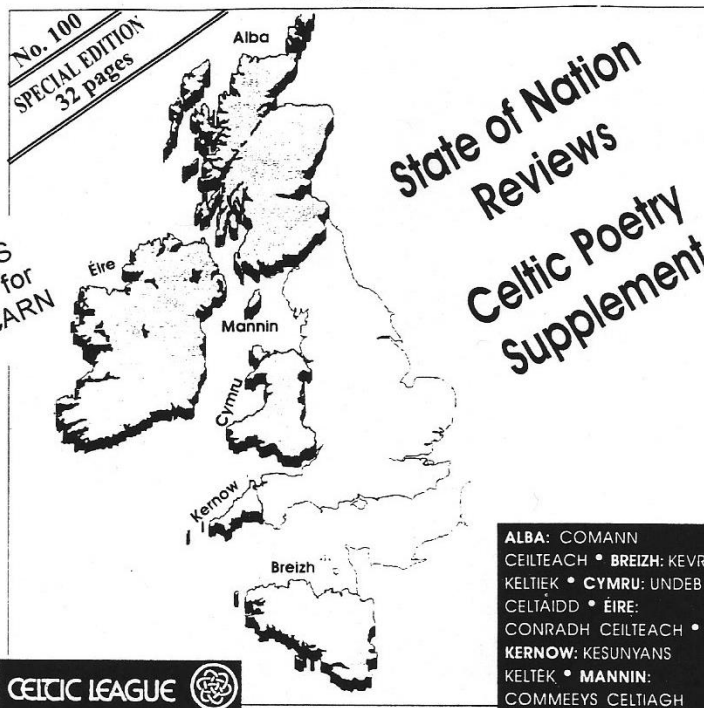 No. 100
SPECIAL EDITION
32 pages
Alba
State of Nation
Reviews
Celtic Poetry
Supplement
for
Éire
Mannin
Cymru
Kernow
Breizh
ALBA: COMANN
CEILTEACH • BREIZH: KEVR
KELTIEK • CYMRU: UNDEB
CELTAIDD • ÉIRE:
CONRADH CEILTEACH •
KERNOW: KESUNYANS
KELTEK • MANNIN:
COMMEEYS CELTIAGH
CELTIC LEAGUE